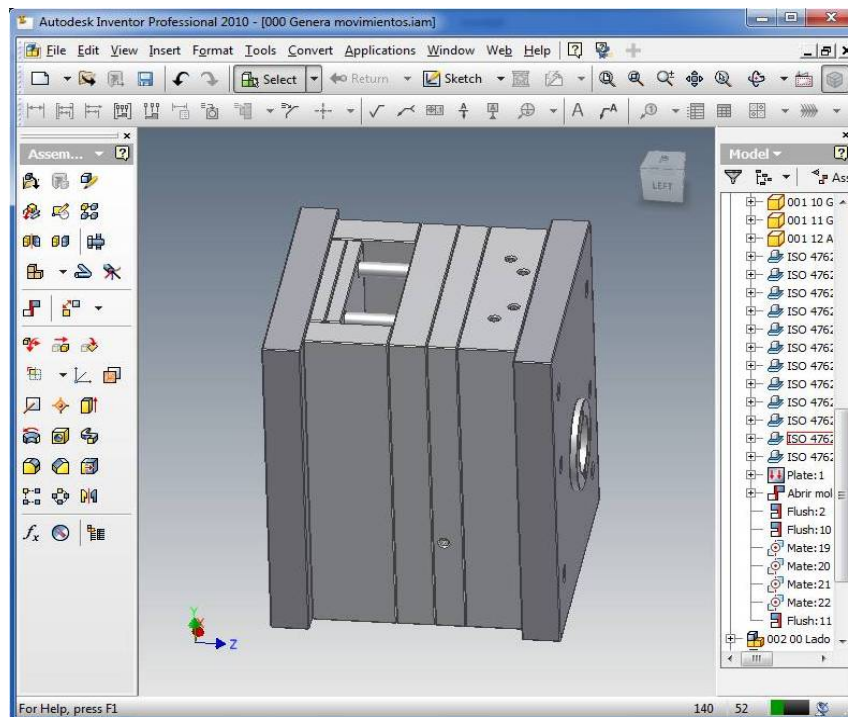 Autodesk Inventor Professional 2010 - [000 Genera movimientos.iam]
File Edit View Insert Format Tools Convert Applications Window Web Help
Select Return Sketch
A A
Assem...
Model
Ass
LEFT
001 10 G
001 11 G
001 12 A
ISO 4762
ISO 4762
ISO 4762
ISO 4762
ISO 4762
ISO 4762
ISO 4762
ISO 4762
ISO 4762
ISO 4762
ISO 4762
ISO 4762
Plate:1
Abrir mol
Flush:2
Flush:10
Mate:19
Mate:20
Mate:21
Mate:22
Flush:11
002 00 Lado
fx
Y
X
Z
For Help, press F1
140 52